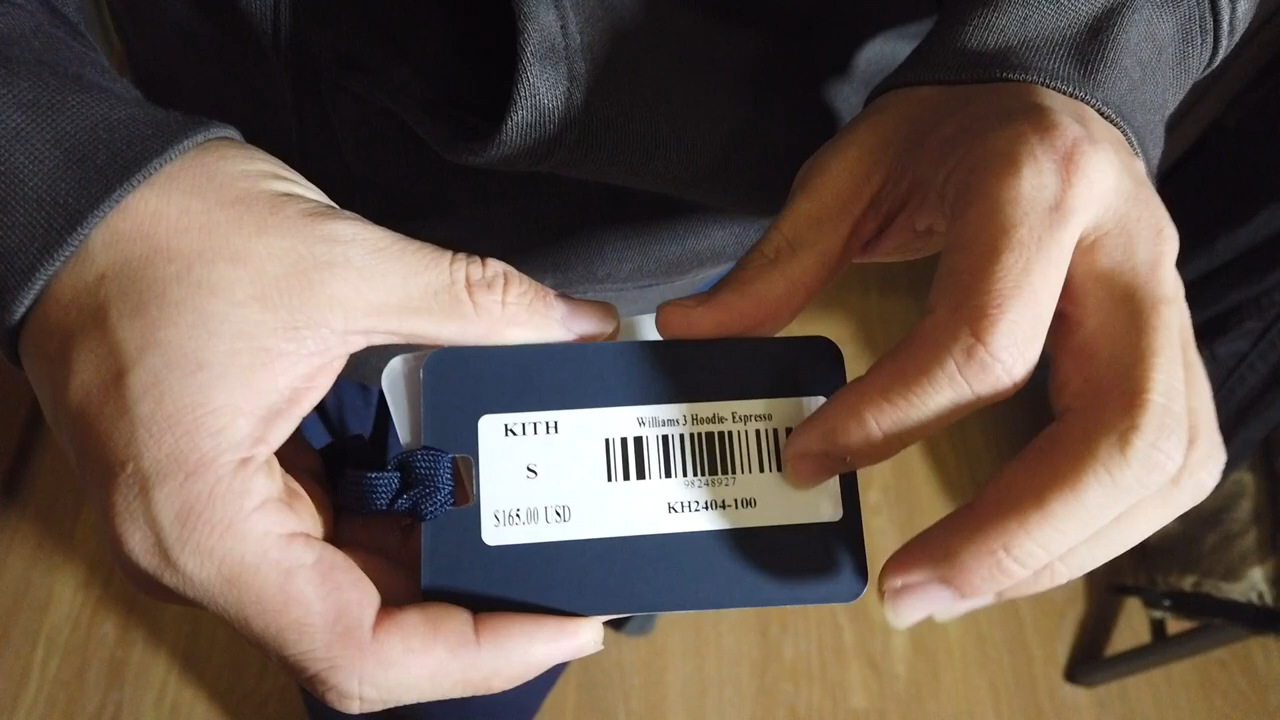 KITH
S
$165.00 USD
Williams 3 Hoodie- Espresso
98248927
KH2404-100